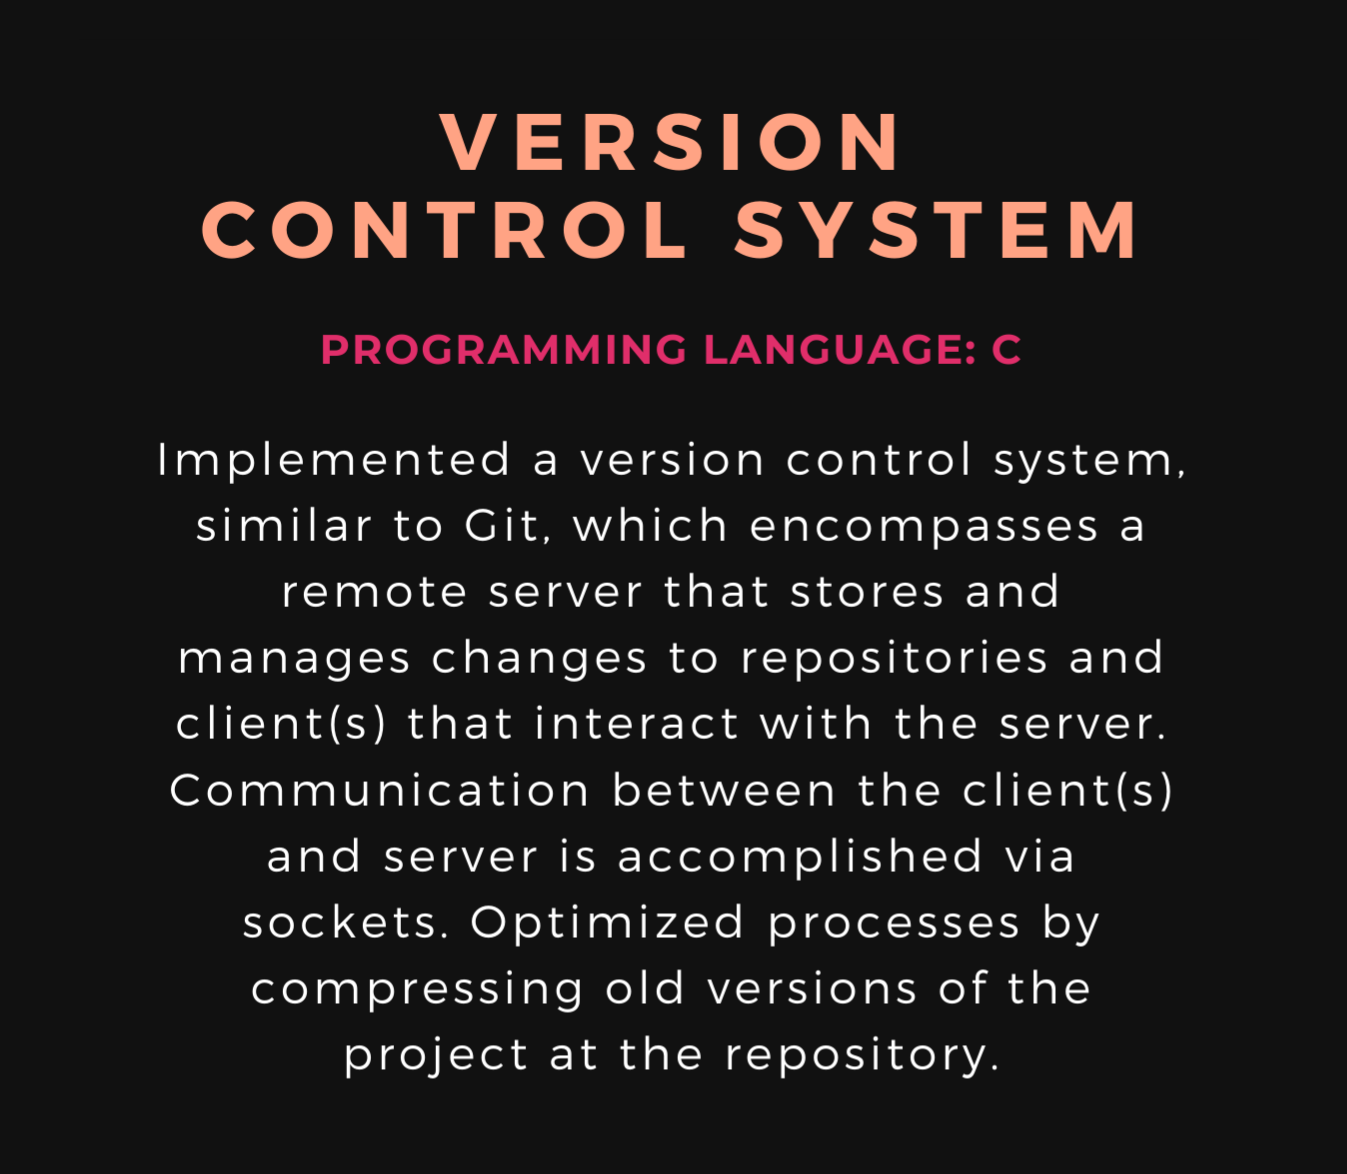 VERSION
CONTROL SYSTEM
PROGRAMMING LANGUAGE: C
Implemented a version control system,
similar to Git, which encompasses a
remote server that stores and
manages changes to repositories and
client(s) that interact with the server.
Communication between the client(s)
and server is accomplished via
sockets. Optimized processes by
compressing old versions of the
project at the repository.